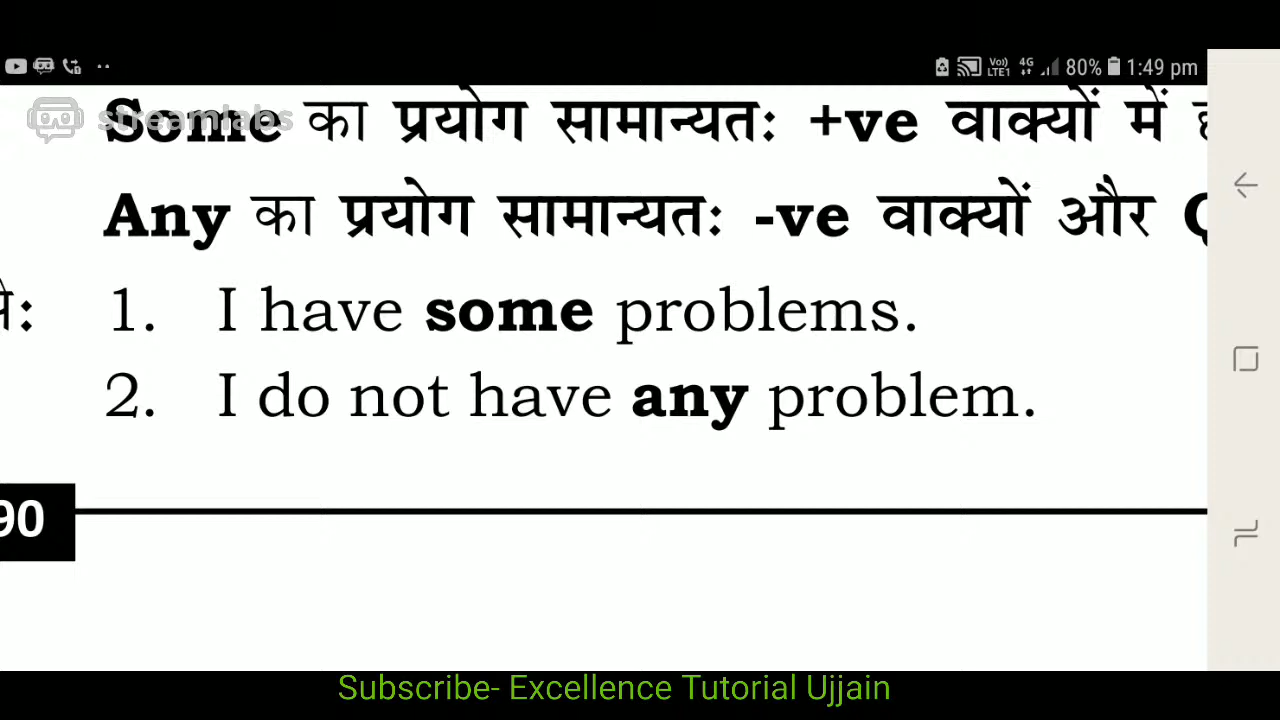 80% 1:49 pm
streamlabs
Some का प्रयोग सामान्यतः +ve वाक्यों में
Any का प्रयोग सामान्यतः -ve वाक्यों और
1. I have some problems.
2. I do not have any problem.
90
Subscribe- Excellence Tutorial Ujjain